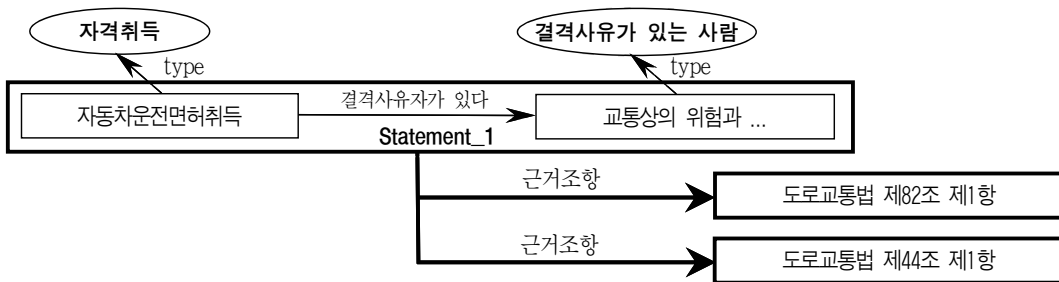 자격취득
결격사유가 있는 사람
type
type
자동차운전면허취득
결격사유자가 있다
교통상의 위험과 ...
Statement_1
근거조항
도로교통법 제82조 제1항
근거조항
도로교통법 제44조 제1항